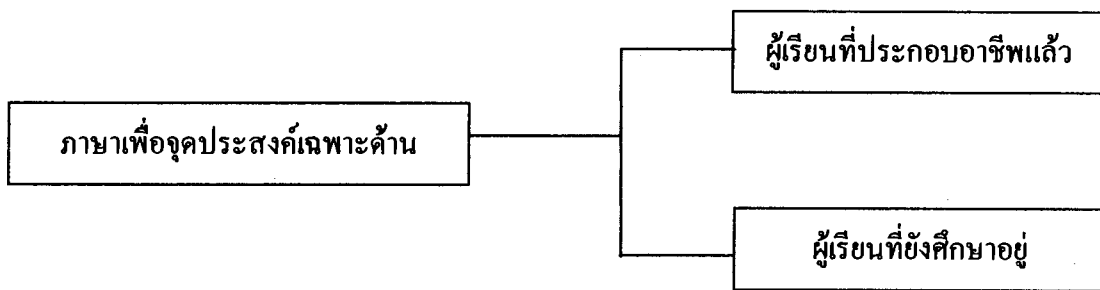 ผู้เรียนที่ประกอบอาชีพแล้ว
ภาษาเพื่อจุดประสงค์เฉพาะด้าน
ผู้เรียนที่ยังศึกษาอยู่